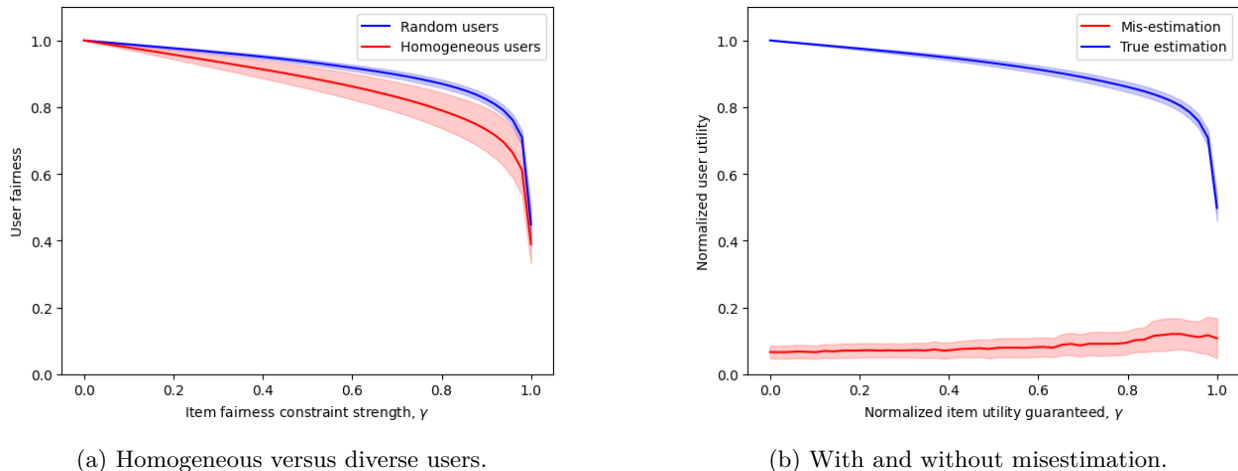 Random users
Homogeneous users
User fairness
1.0
0.8
0.6
0.4
0.2
0.0
0.0 0.2 0.4 0.6 0.8 1.0
Item fairness constraint strength, γ
(a) Homogeneous versus diverse users.
Mis-estimation
True estimation
Normalized user utility
1.0
0.8
0.6
0.4
0.2
0.0
0.0 0.2 0.4 0.6 0.8 1.0
Normalized item utility guaranteed, γ
(b) With and without misestimation.